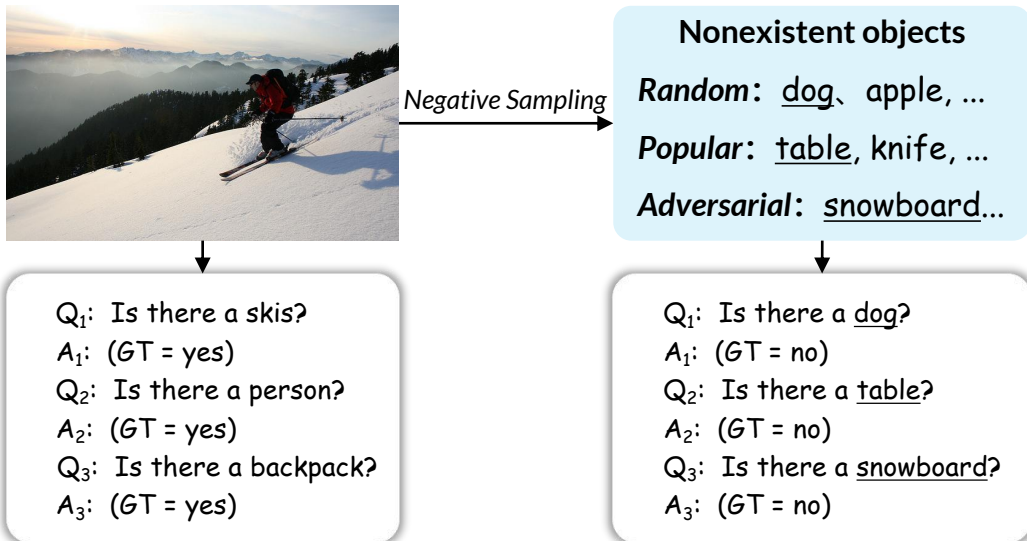 Negative Sampling
Nonexistent objects
Random： dog、 apple, ...
Popular： table, knife, ...
Adversarial： snowboard...
Q₁: Is there a skis?
A₁: (GT = yes)
Q₂: Is there a person?
A₂: (GT = yes)
Q₃: Is there a backpack?
A₃: (GT = yes)
Q₁: Is there a dog?
A₁: (GT = no)
Q₂: Is there a table?
A₂: (GT = no)
Q₃: Is there a snowboard?
A₃: (GT = no)